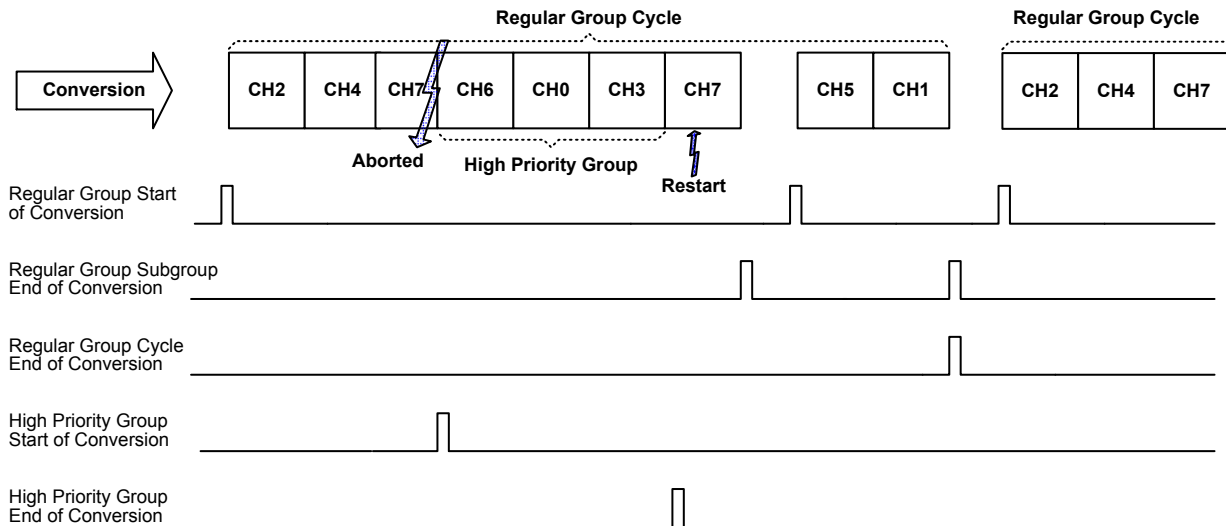 Regular Group Cycle
Regular Group Cycle
Conversion
CH2 CH4 CH7 CH6 CH0 CH3 CH7 CH5 CH1 CH2 CH4 CH7
Aborted
High Priority Group
Restart
Regular Group Start
of Conversion
Regular Group Subgroup
End of Conversion
Regular Group Cycle
End of Conversion
High Priority Group
Start of Conversion
High Priority Group
End of Conversion